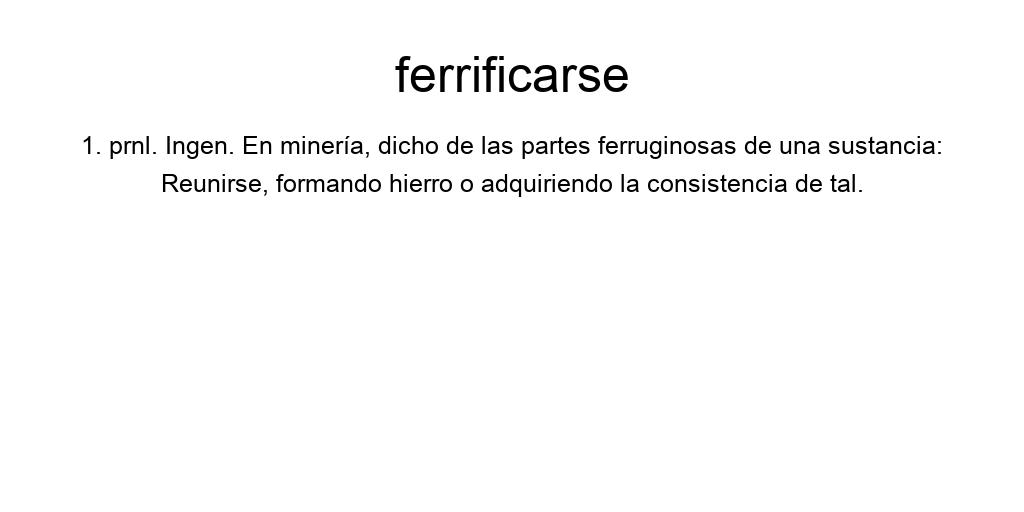 ferrificarse
1. prnl. Ingen. En minería, dicho de las partes ferruginosas de una sustancia:
Reunirse, formando hierro o adquiriendo la consistencia de tal.